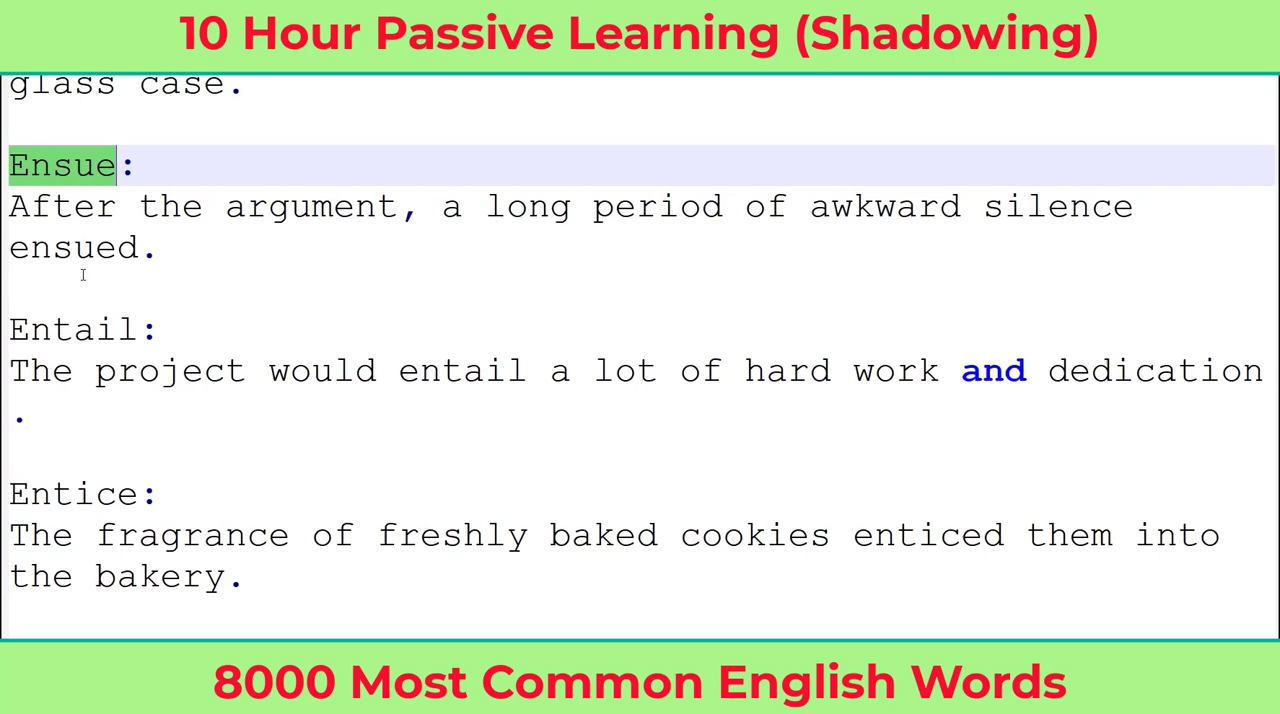 10 Hour Passive Learning (Shadowing)
glass case.
Ensue:
After the argument, a long period of awkward silence
ensued.
Entail:
The project would entail a lot of hard work and dedication
.
Entice:
The fragrance of freshly baked cookies enticed them into
the bakery.
8000 Most Common English Words